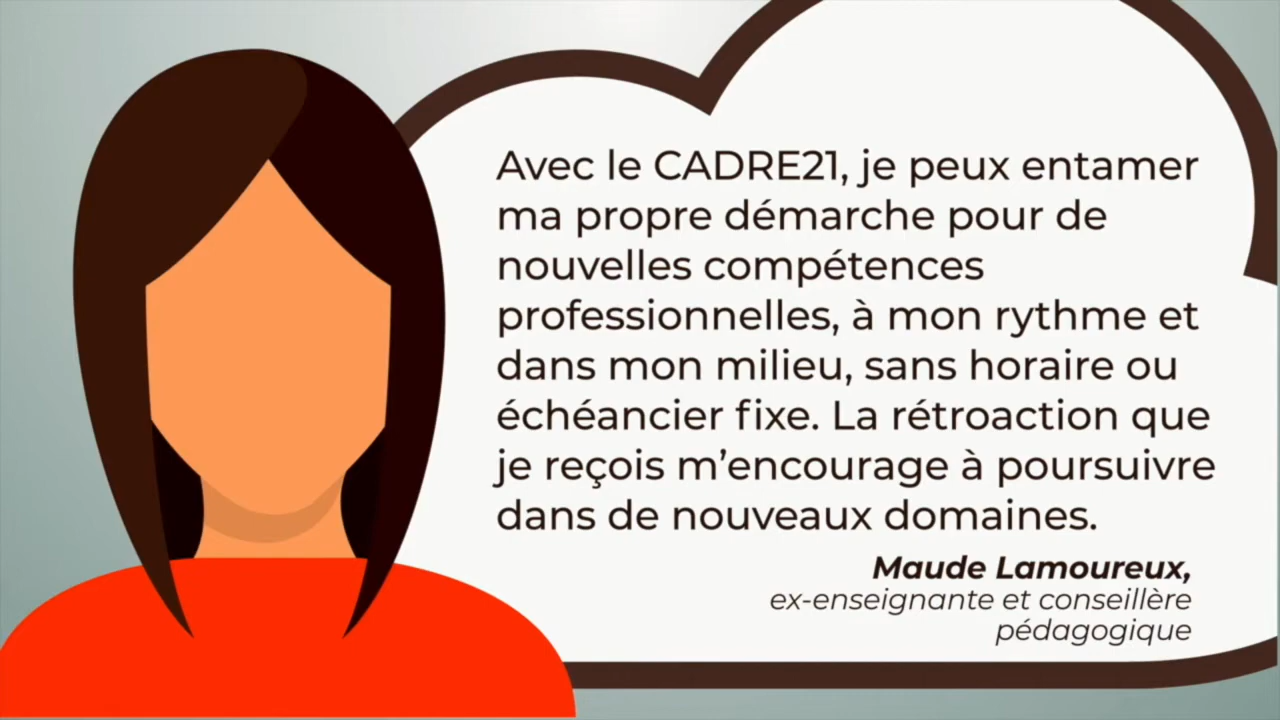 Avec le CADRE21, je peux entamer
ma propre démarche pour de
nouvelles compétences
professionnelles, à mon rythme et
dans mon milieu, sans horaire ou
échéancier fixe. La rétroaction que
je reçois m’encourage à poursuivre
dans de nouveaux domaines.
Maude Lamoureux,
ex-enseignante et conseillère
pédagogique